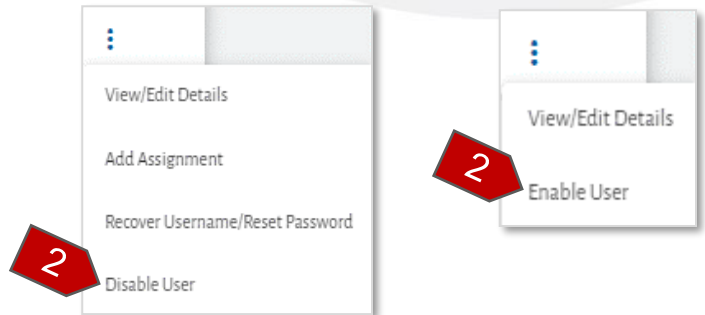 View/Edit Details
Add Assignment
Recover Username/Reset Password
2
Disable User
View/Edit Details
2
Enable User